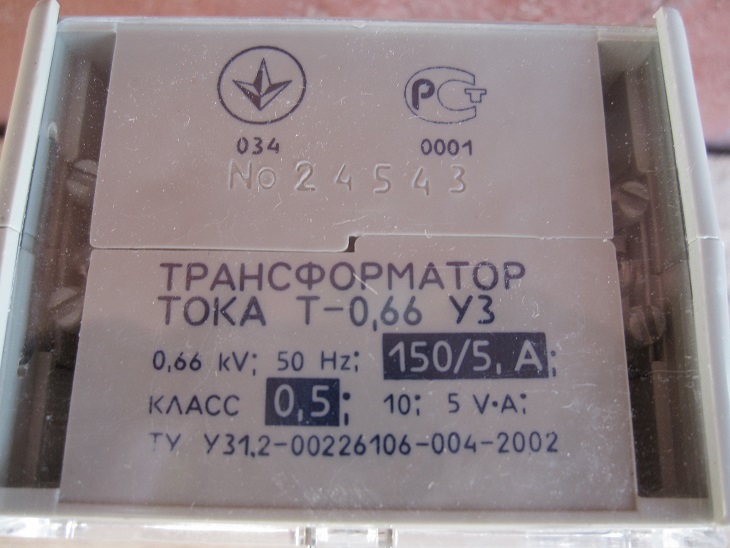 РСТ
034 0001
No 24543
ТРАНСФОРМАТОР
ТОКА Т-0,66 У3
0,66 kV; 50 Hz; 150/5, А;
КЛАСС 0,5; 10; 5 V·A;
ТУ У31.2-00226106-004-2002